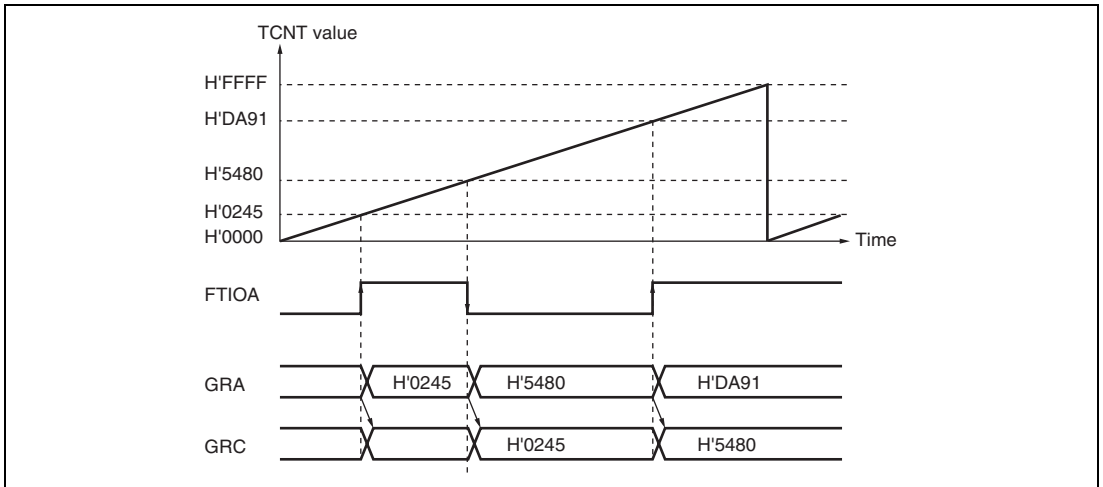 TCNT value
H'FFFF
H'DA91
H'5480
H'0245
H'0000
Time
FTIOA
GRA H'0245 H'5480 H'DA91
GRC H'0245 H'5480